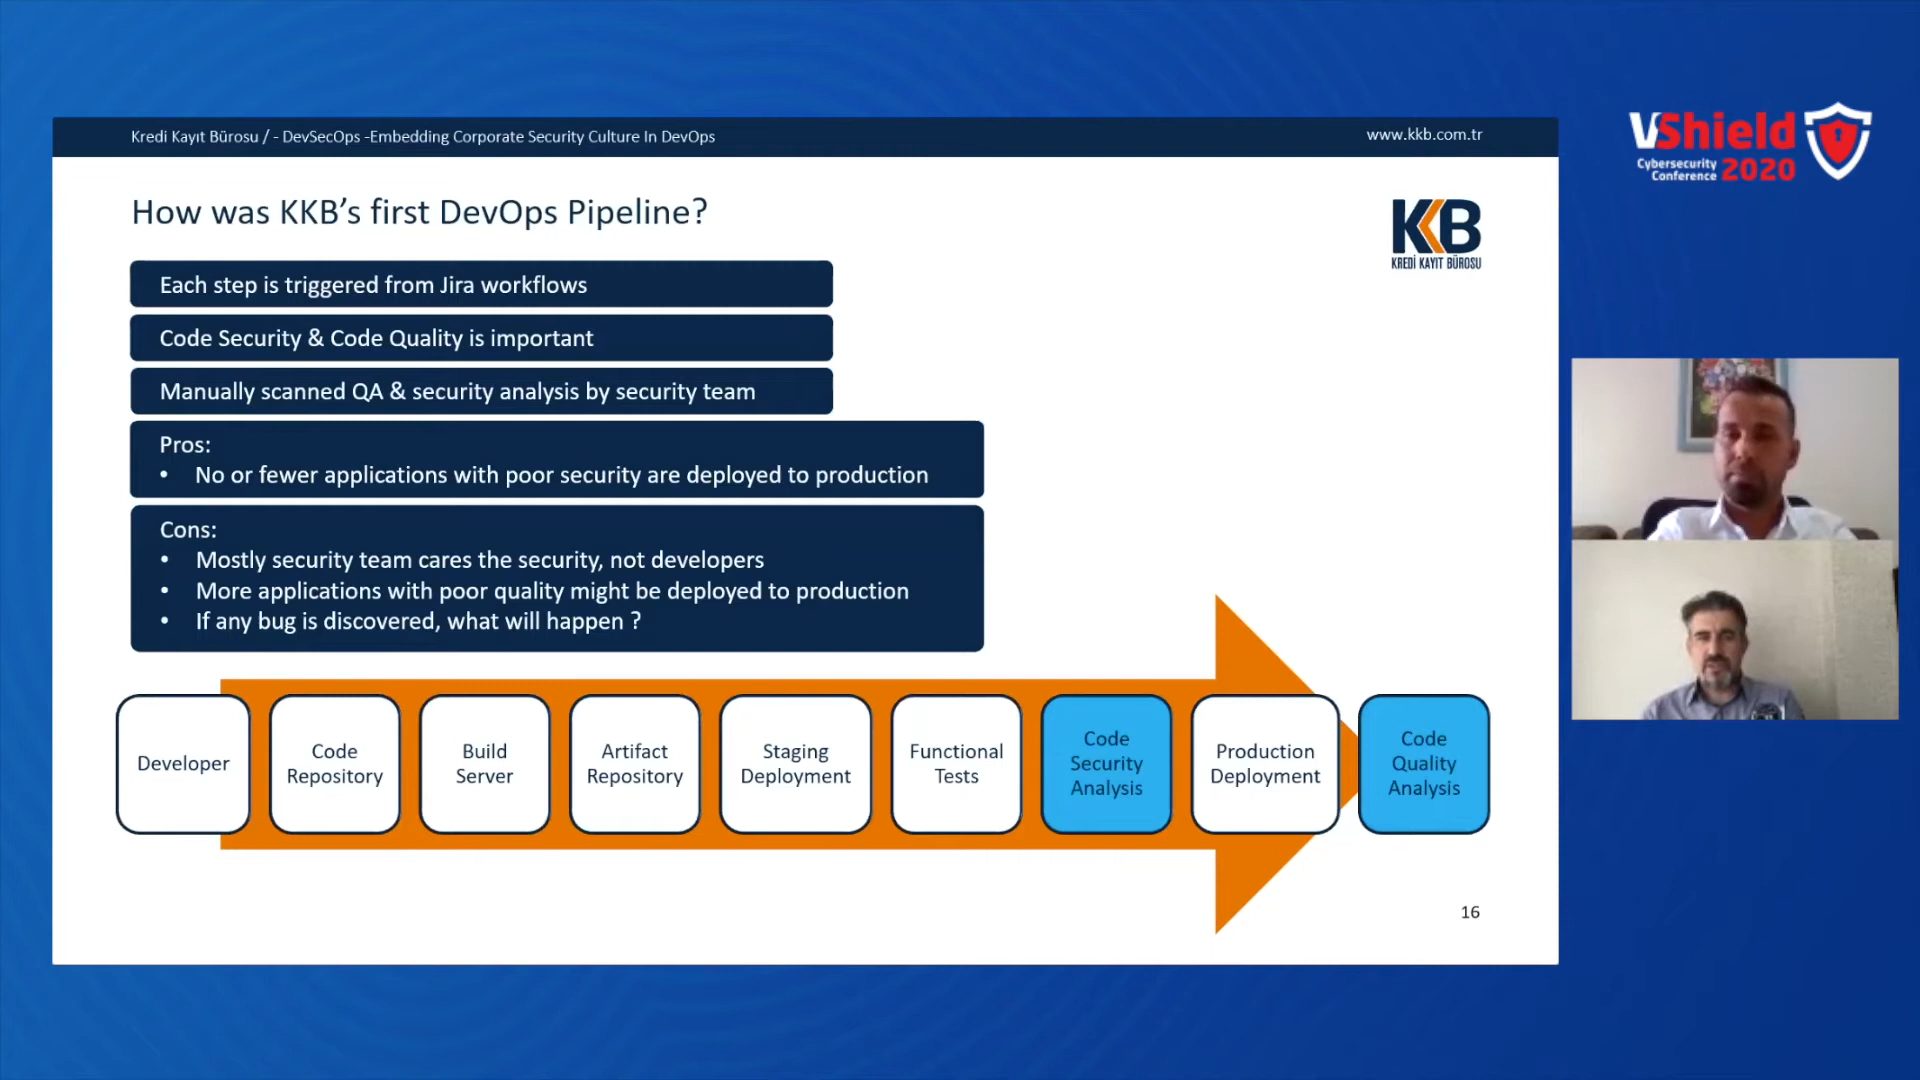 Kredi Kayıt Bürosu / - DevSecOps -Embedding Corporate Security Culture In DevOps
www.kkb.com.tr
VShield
Cybersecurity
Conference 2020
How was KKB’s first DevOps Pipeline?
KKB
KREDİ KAYIT BÜROSU
Each step is triggered from Jira workflows
Code Security & Code Quality is important
Manually scanned QA & security analysis by security team
Pros:
• No or fewer applications with poor security are deployed to production
Cons:
• Mostly security team cares the security, not developers
• More applications with poor quality might be deployed to production
• If any bug is discovered, what will happen ?
Developer
Code
Repository
Build
Server
Artifact
Repository
Staging
Deployment
Functional
Tests
Code
Security
Analysis
Production
Deployment
Code
Quality
Analysis
16